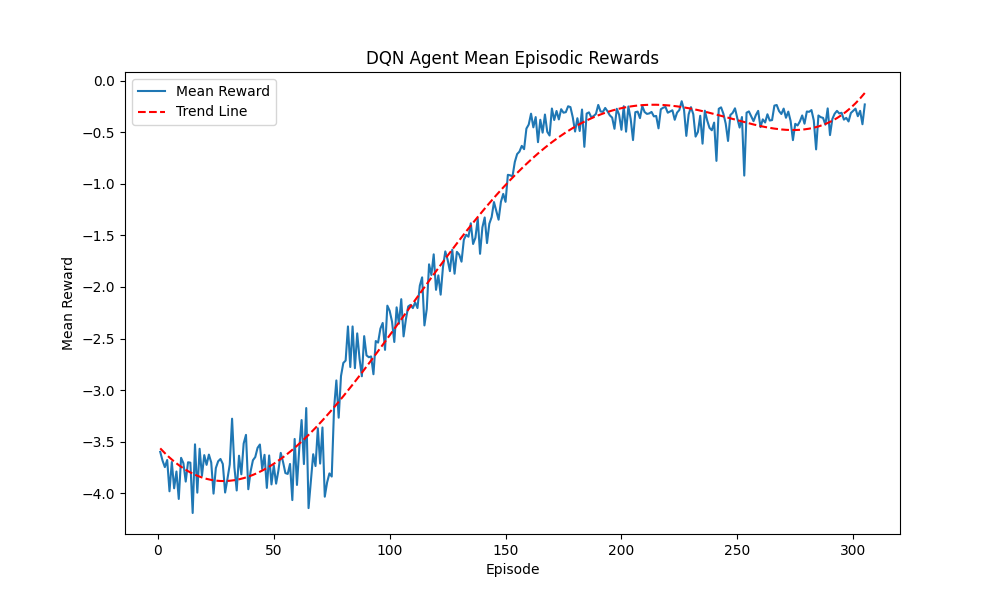 DQN Agent Mean Episodic Rewards
Mean Reward
Trend Line
0.0
−0.5
−1.0
−1.5
−2.0
−2.5
−3.0
−3.5
−4.0
Mean Reward
0 50 100 150 200 250 300
Episode